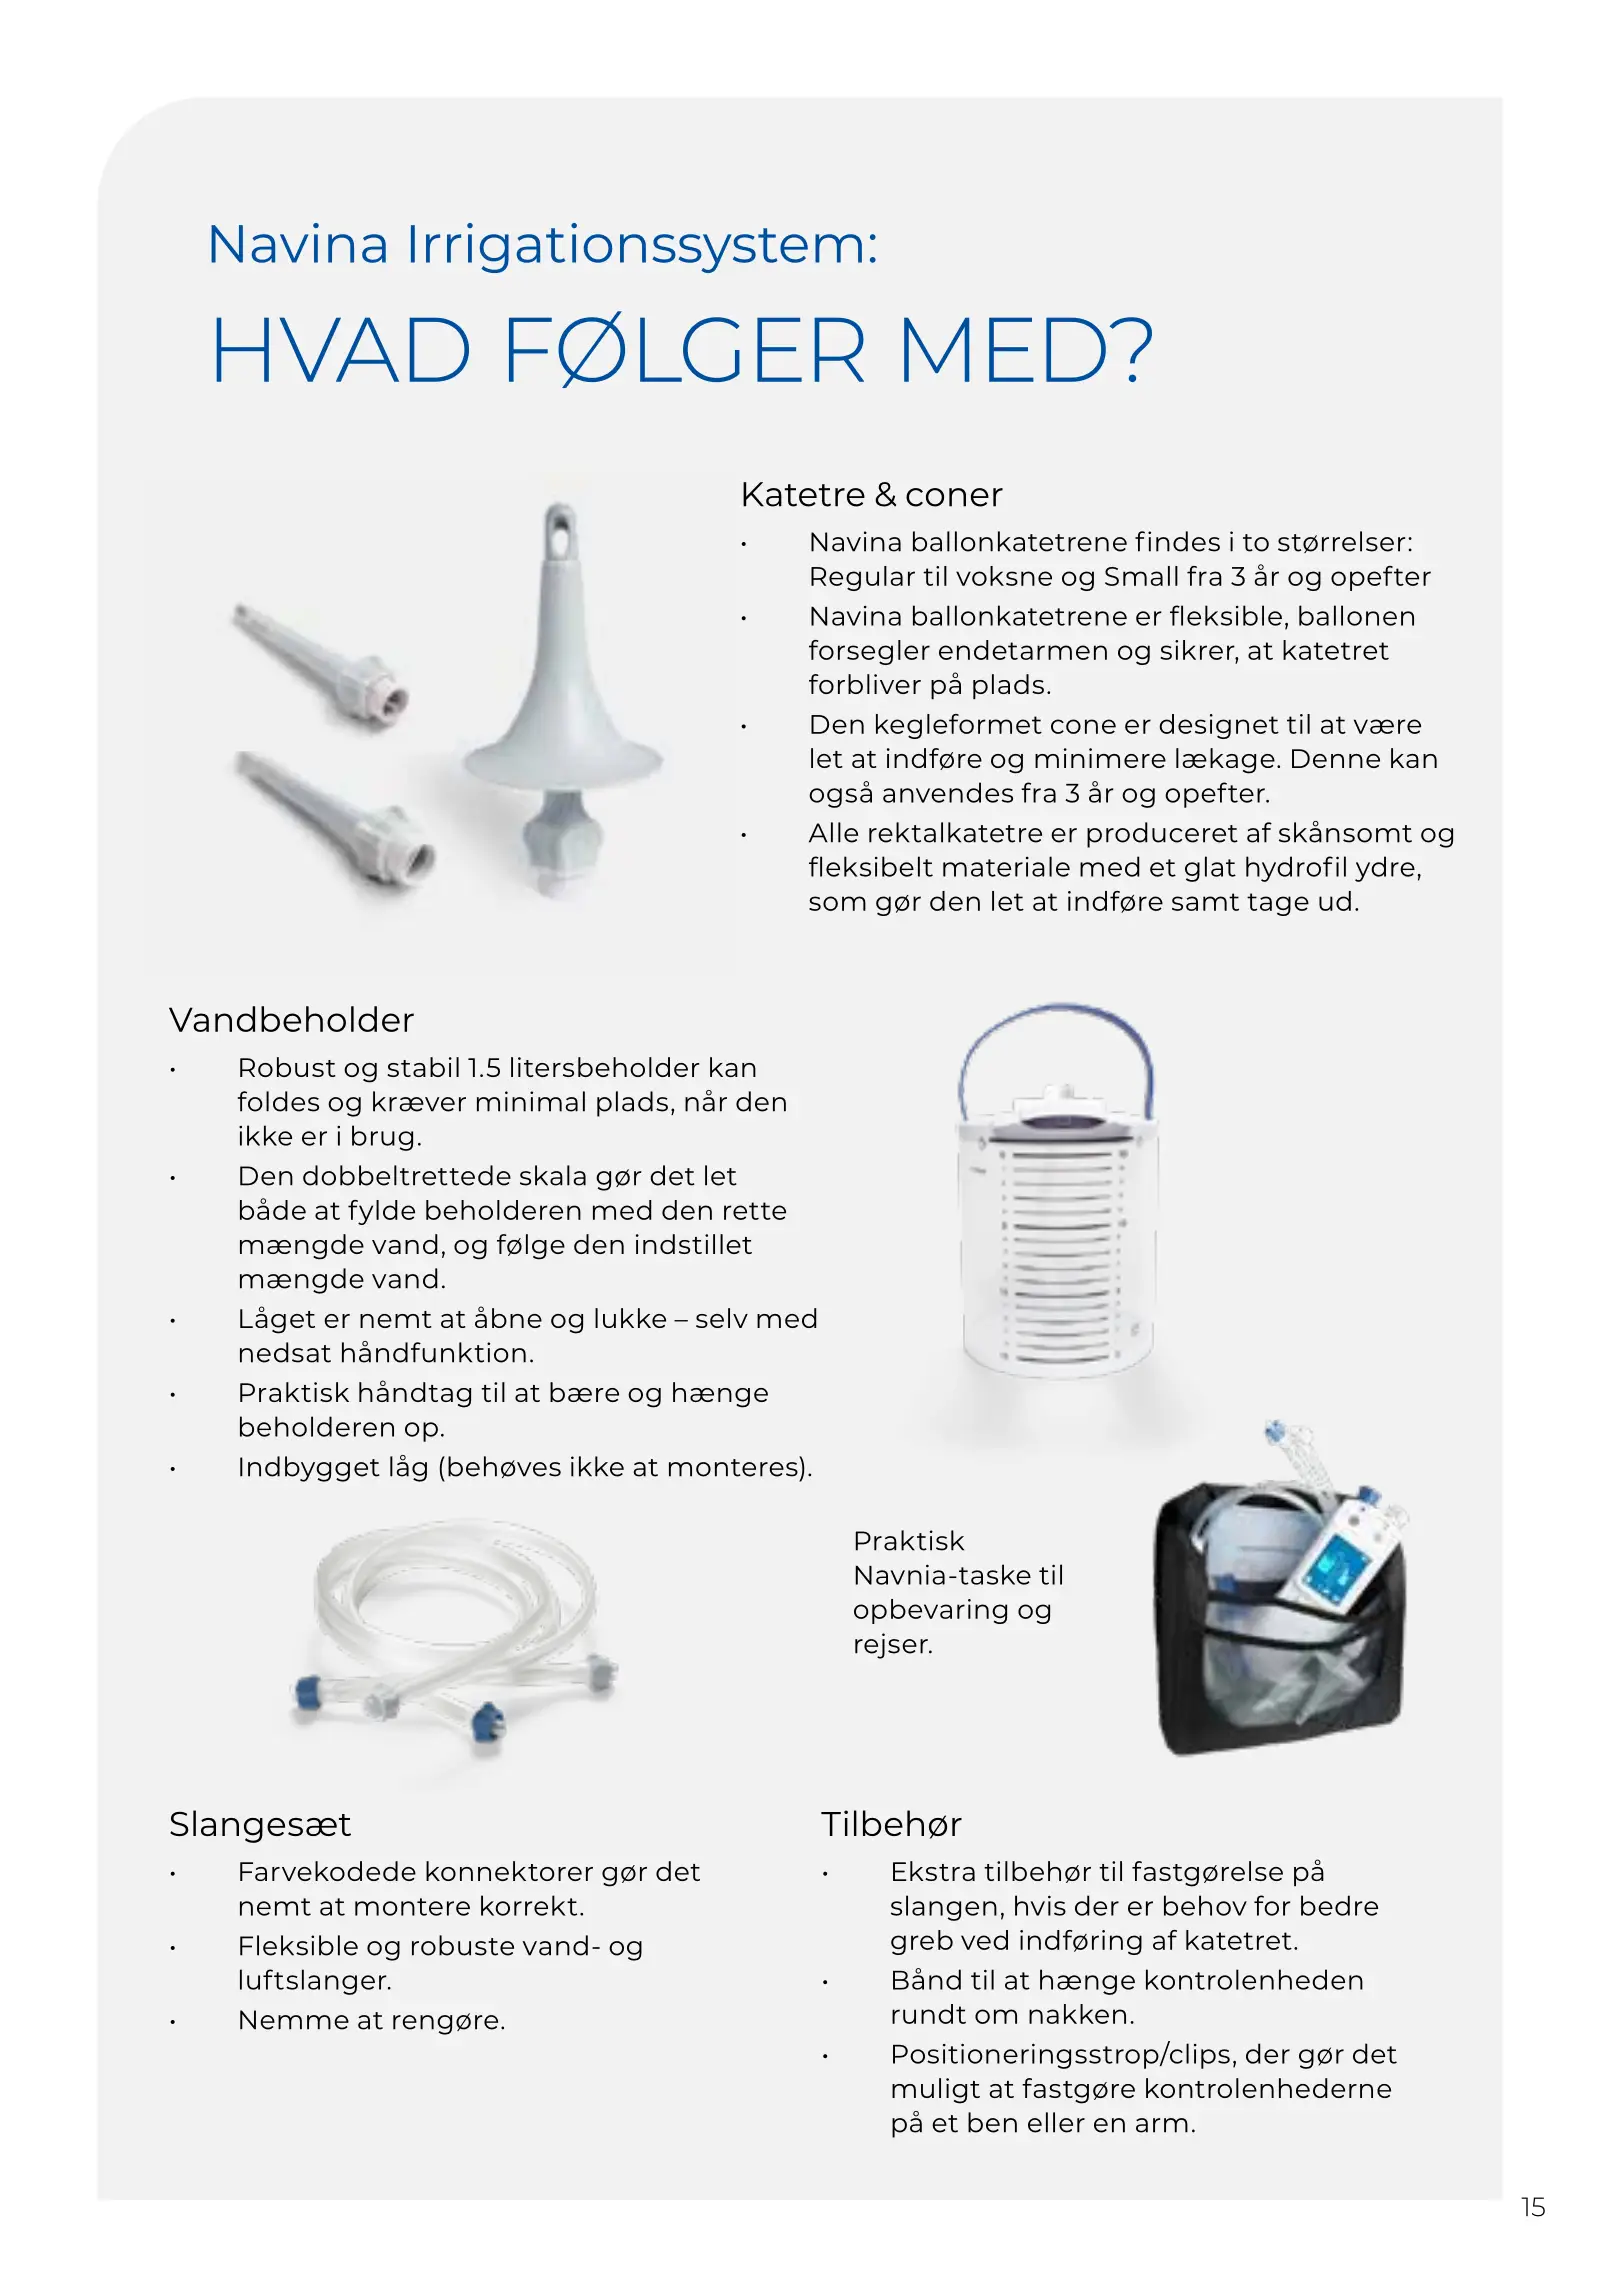 Navina Irrigationssystem:
HVAD FØLGER MED?
Katetre & coner
• Navina ballonkatetrene findes i to størrelser:
Regular til voksne og Small fra 3 år og opefter
• Navina ballonkatetrene er fleksible, ballonen
forsegler endetarmen og sikrer, at katetret
forbliver på plads.
• Den kegleformet cone er designet til at være
let at indføre og minimere lækage. Denne kan
også anvendes fra 3 år og opefter.
• Alle rektalkatetre er produceret af skånsomt og
fleksibelt materiale med et glat hydrofil ydre,
som gør den let at indføre samt tage ud.
Vandbeholder
• Robust og stabil 1.5 litersbeholder kan
foldes og kræver minimal plads, når den
ikke er i brug.
• Den dobbeltrettede skala gør det let
både at fylde beholderen med den rette
mængde vand, og følge den indstillet
mængde vand.
• Låget er nemt at åbne og lukke – selv med
nedsat håndfunktion.
• Praktisk håndtag til at bære og hænge
beholderen op.
• Indbygget låg (behøves ikke at monteres).
Praktisk
Navnia-taske til
opbevaring og
rejser.
Slangesæt
• Farvekodede konnektorer gør det
nemt at montere korrekt.
• Fleksible og robuste vand- og
luftslanger.
• Nemme at rengøre.
Tilbehør
• Ekstra tilbehør til fastgørelse på
slangen, hvis der er behov for bedre
greb ved indføring af katetret.
• Bånd til at hænge kontrolenheden
rundt om nakken.
• Positioneringsstrop/clips, der gør det
muligt at fastgøre kontrolenhederne
på et ben eller en arm.
15